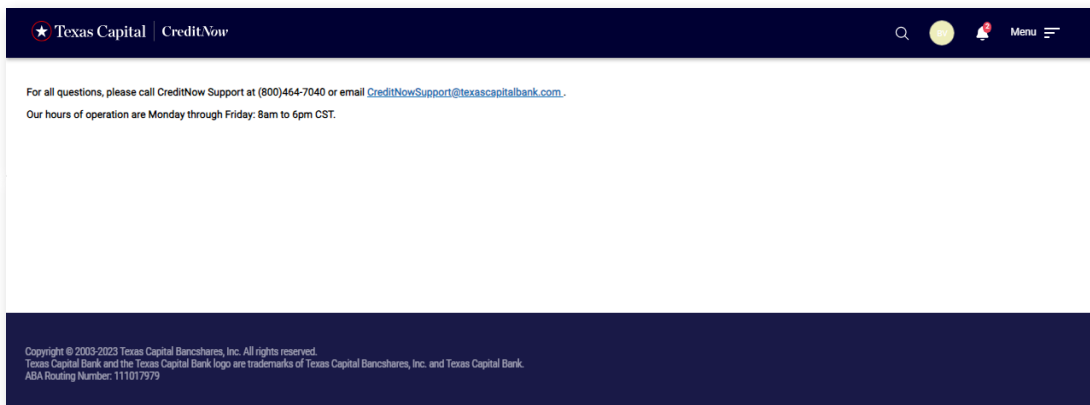 Texas Capital | CreditNow
2
Menu
For all questions, please call CreditNow Support at (800)464-7040 or email CreditNowSupport@texascapitalbank.com .
Our hours of operation are Monday through Friday: 8am to 6pm CST.
Copyright © 2003-2023 Texas Capital Bancshares, Inc. All rights reserved.
Texas Capital Bank and the Texas Capital Bank logo are trademarks of Texas Capital Bancshares, Inc. and Texas Capital Bank.
ABA Routing Number: 111017979